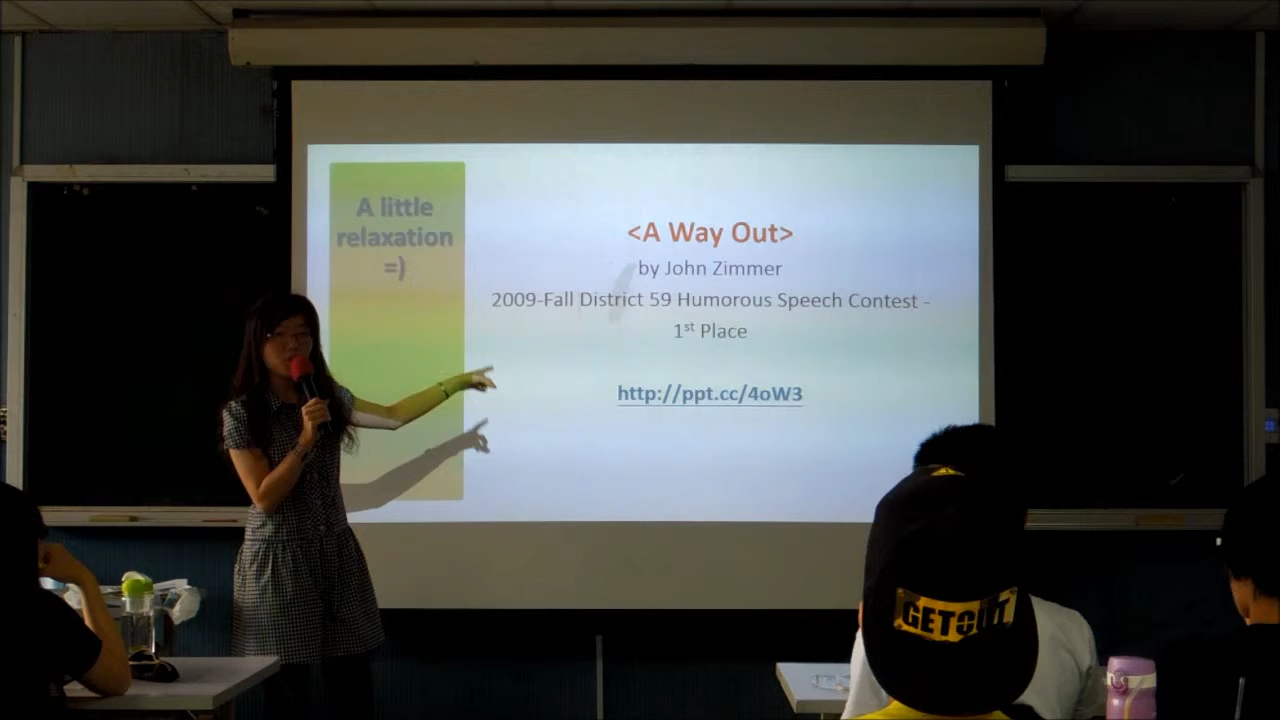 A little
relaxation
=)
<A Way Out>
by John Zimmer
2009-Fall District 59 Humorous Speech Contest -
1st Place
http://ppt.cc/4oW3
GETOUT